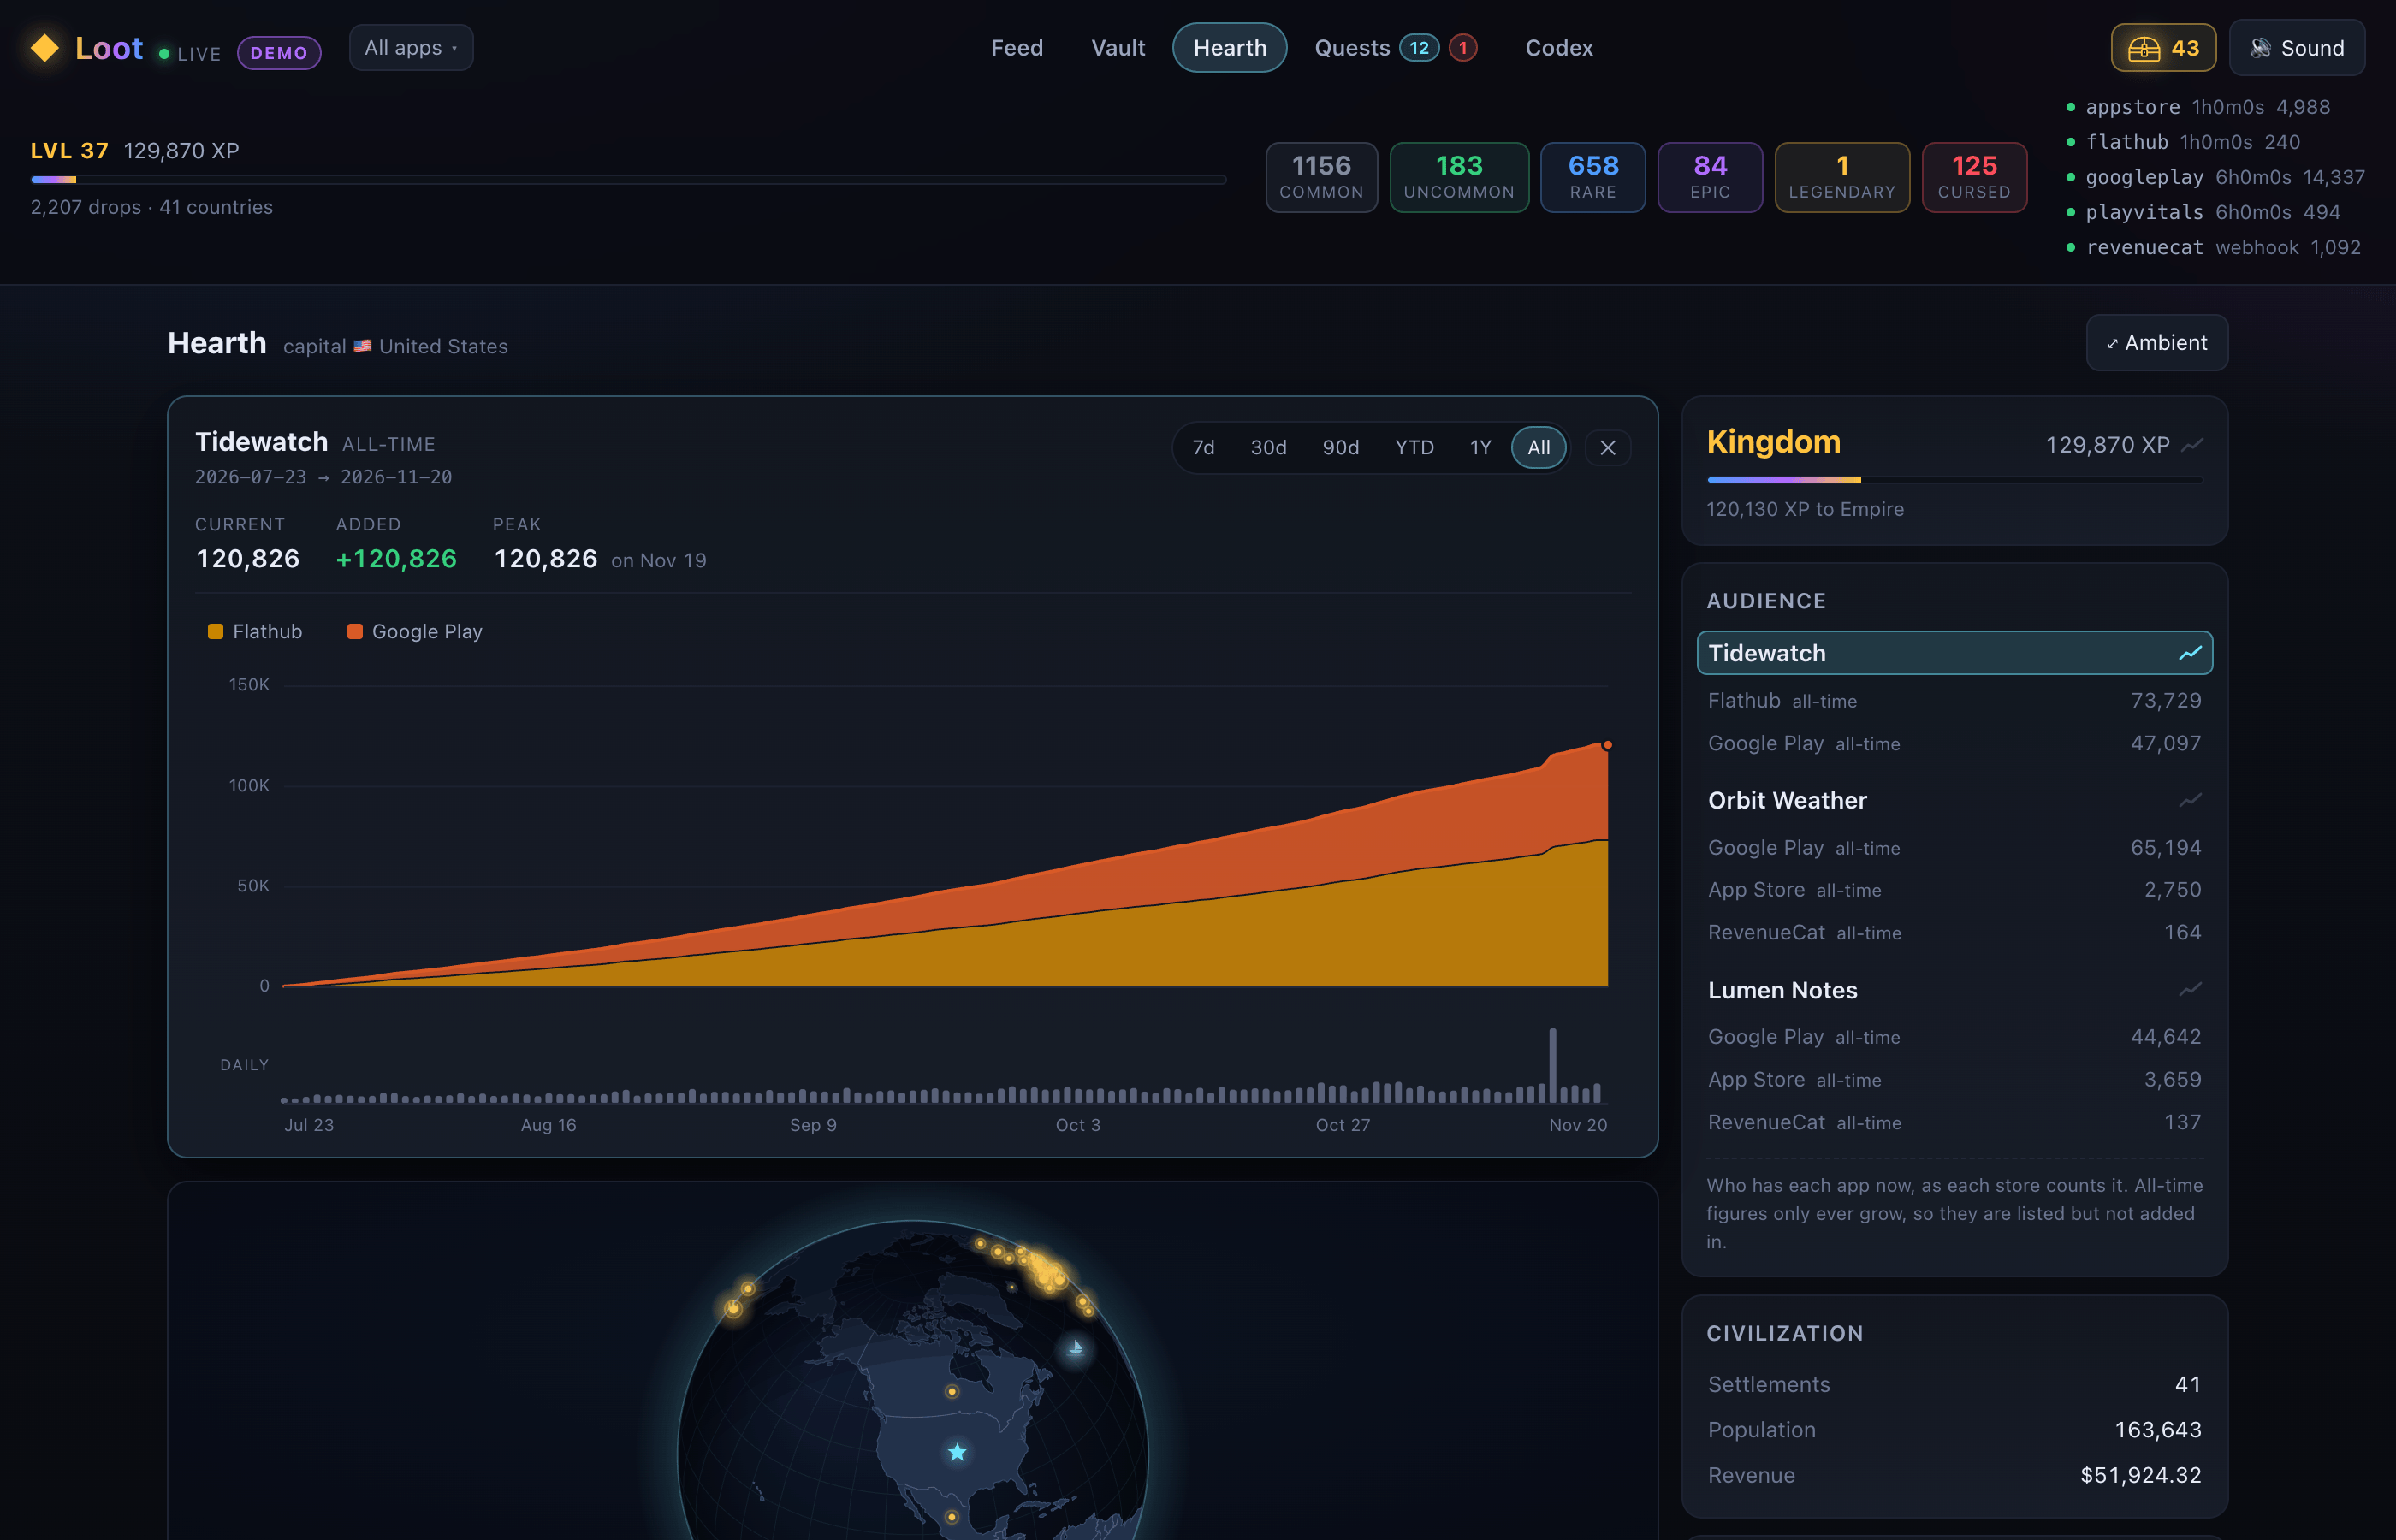 Loot LIVE DEMO All apps
Feed Vault Hearth Quests 12 1 Codex
43 Sound
LVL 37 129,870 XP
2,207 drops · 41 countries
1156 COMMON
183 UNCOMMON
658 RARE
84 EPIC
1 LEGENDARY
125 CURSED
appstore 1h0m0s 4,988
flathub 1h0m0s 240
googleplay 6h0m0s 14,337
playvitals 6h0m0s 494
revenuecat webhook 1,092
Hearth capital 🇺🇸 United States
Ambient
Tidewatch ALL-TIME
2026-07-23 → 2026-11-20
7d 30d 90d YTD 1Y All
CURRENT ADDED PEAK
120,826 +120,826 120,826 on Nov 19
Flathub Google Play
150K
100K
50K
0
DAILY
Jul 23 Aug 16 Sep 9 Oct 3 Oct 27 Nov 20
Kingdom 129,870 XP
120,130 XP to Empire
AUDIENCE
Tidewatch
Flathub all-time 73,729
Google Play all-time 47,097
Orbit Weather
Google Play all-time 65,194
App Store all-time 2,750
RevenueCat all-time 164
Lumen Notes
Google Play all-time 44,642
App Store all-time 3,659
RevenueCat all-time 137
Who has each app now, as each store counts it. All-time
figures only ever grow, so they are listed but not added
in.
CIVILIZATION
Settlements 41
Population 163,643
Revenue $51,924.32